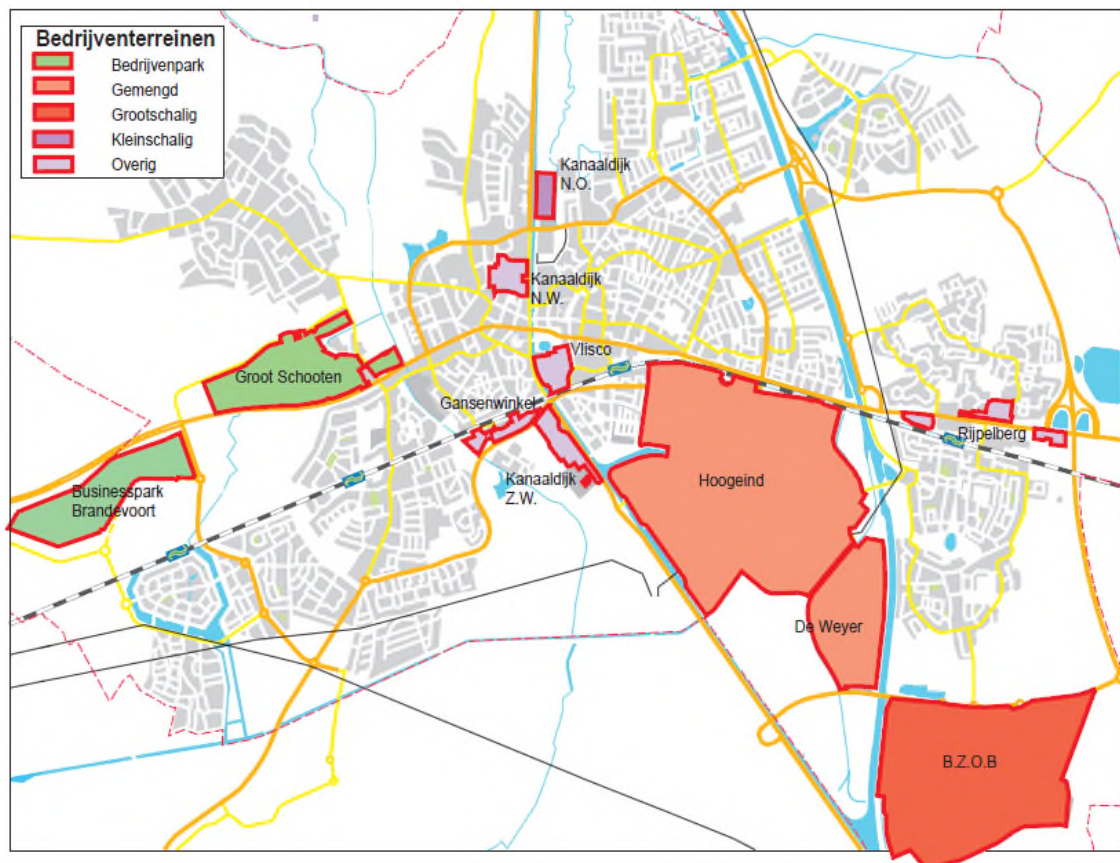 Bedrijventerreinen
Bedrijvenpark
Gemengd
Grootschalig
Kleinschalig
Overig
Kanaaldijk
N.O.
Kanaaldijk
N.W.
Vlisco
Groot Schooten
Gansenwinkel
Rijpelberg
Kanaaldijk
Z.W.
Hoogeind
Businesspark
Brandevoort
De Weyer
B.Z.O.B